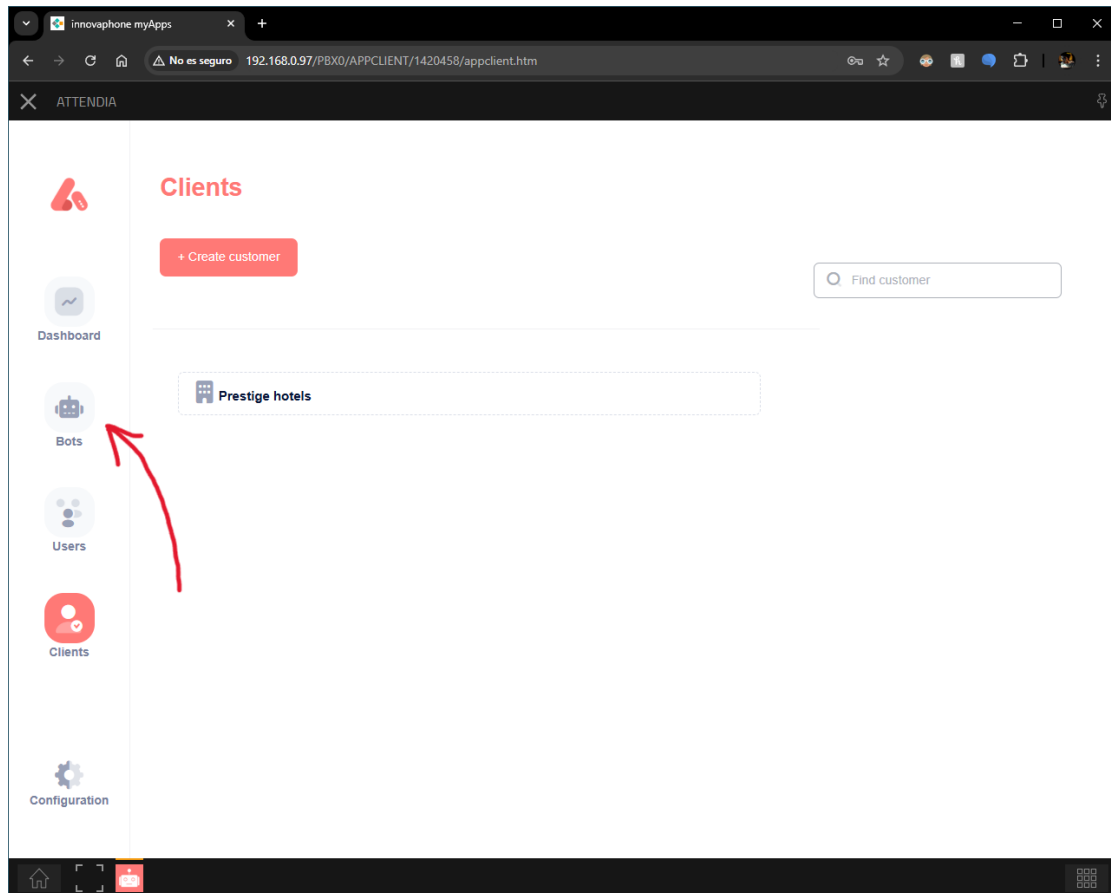 innovaphone myApps
No es seguro 192.168.0.97/PBX0/APPCLIENT/1420458/appclient.htm
ATTENDIA
Clients
+ Create customer
Find customer
Dashboard
Prestige hotels
Bots
Users
Clients
Configuration